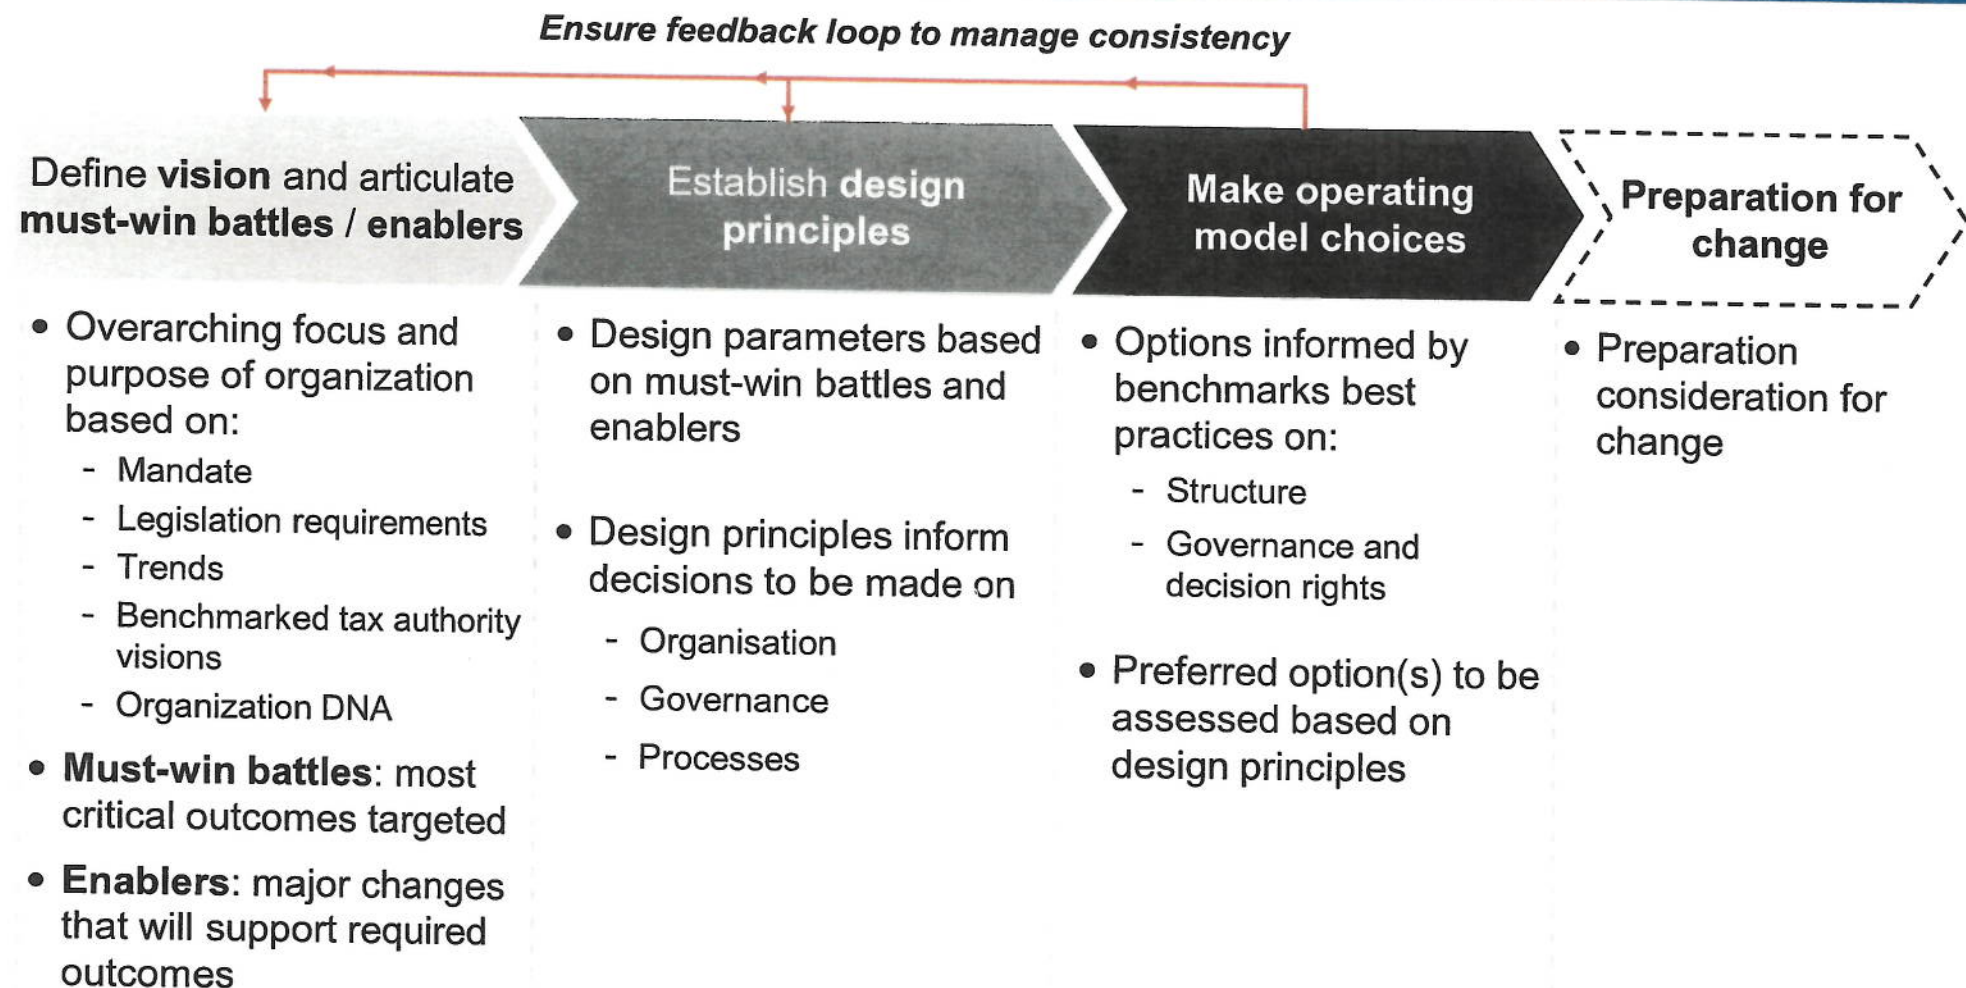 Ensure feedback loop to manage consistency
Define vision and articulate
must-win battles / enablers
Establish design
principles
Make operating
model choices
Preparation for
change
• Overarching focus and
purpose of organization
based on:
- Mandate
- Legislation requirements
- Trends
- Benchmarked tax authority
visions
- Organization DNA
• Must-win battles: most
critical outcomes targeted
• Enablers: major changes
that will support required
outcomes
• Design parameters based
on must-win battles and
enablers
• Design principles inform
decisions to be made on
- Organisation
- Governance
- Processes
• Options informed by
benchmarks best
practices on:
- Structure
- Governance and
decision rights
• Preferred option(s) to be
assessed based on
design principles
• Preparation
consideration for
change